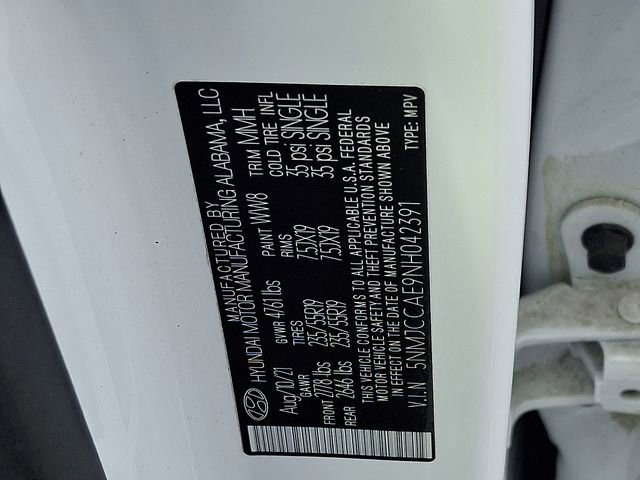 MANUFACTURED BY
HYUNDAI MOTOR MANUFACTURING ALABAMA, LLC
Aug/10/21 GVWR 4761 lbs PAINT WW8 TRIM MMH
GAWR TIRES RIMS COLD TIRE INFL
FRONT 2778 lbs 235/55R19 7.5JX19 35 psi SINGLE
REAR 2646 lbs 235/55R19 7.5JX19 35 psi SINGLE
THIS VEHICLE CONFORMS TO ALL APPLICABLE U.S.A. FEDERAL
MOTOR VEHICLE SAFETY AND THEFT PREVENTION STANDARDS
IN EFFECT ON THE DATE OF MANUFACTURE SHOWN ABOVE
V.I.N. 5NMJCCAE9NH042391 TYPE: MPV